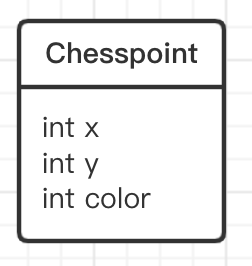 Chesspoint
int x
int y
int color